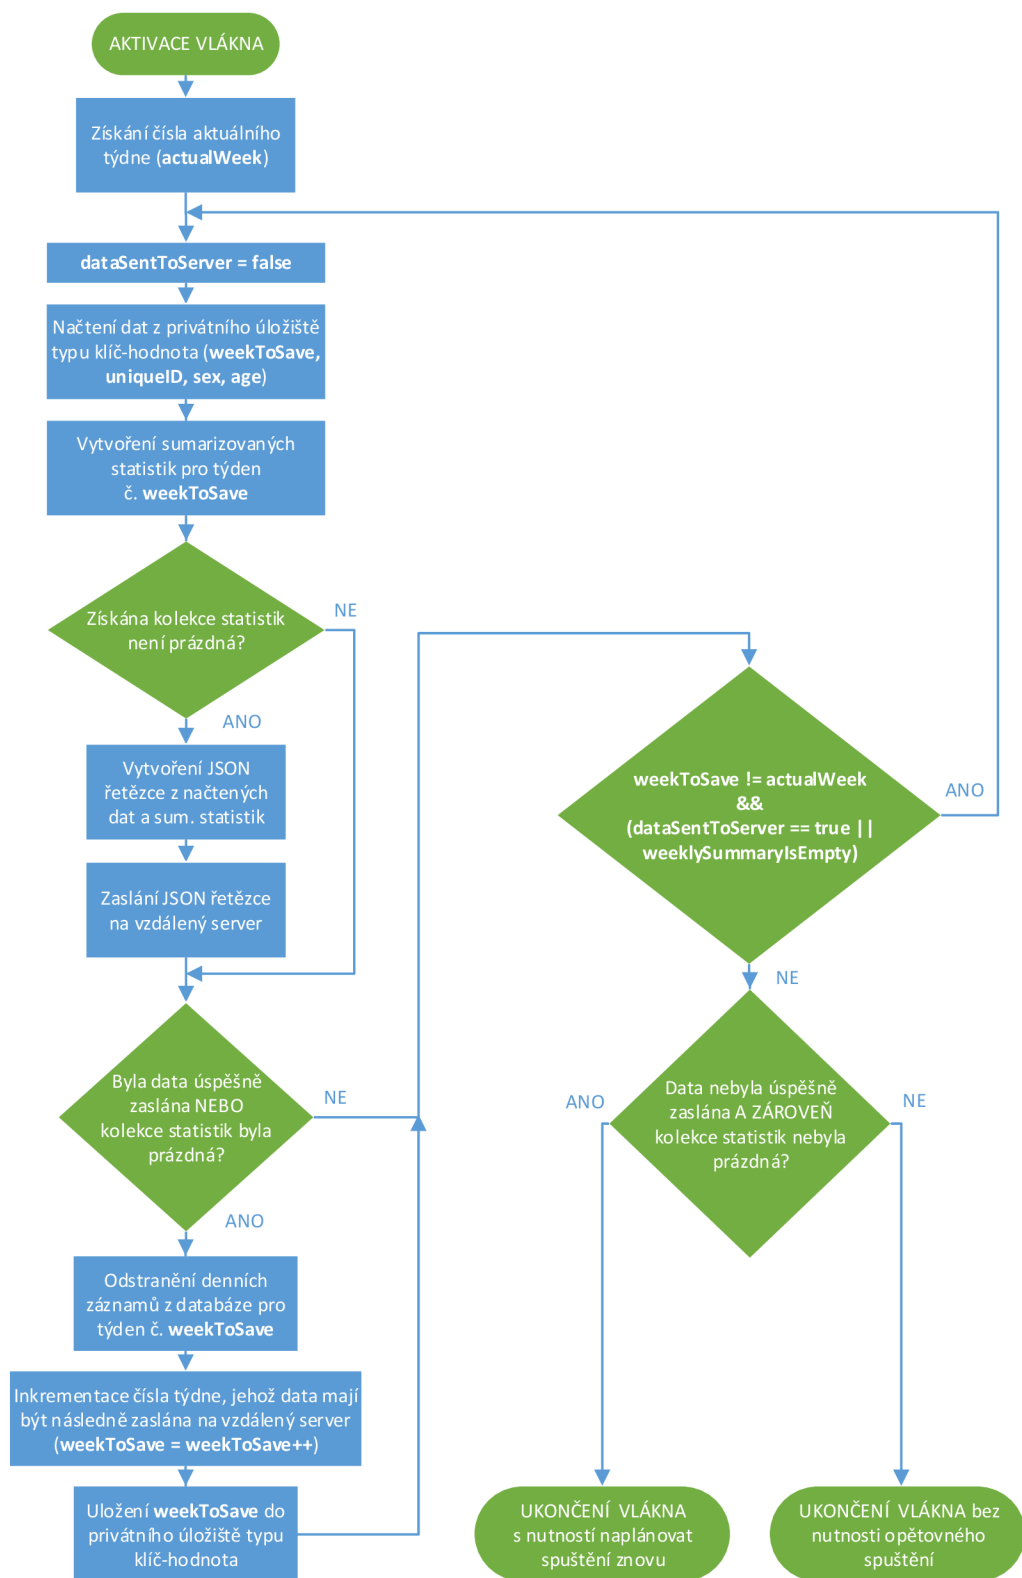 AKTIVACE VLÁKNA
Získání čísla aktuálního
týdne (actualWeek)
dataSentToServer = false
Načtení dat z privátního úložiště
typu klíč-hodnota (weekToSave,
uniqueID, sex, age)
Vytvoření sumarizovaných
statistik pro týden
č. weekToSave
Získána kolekce statistik
není prázdná?
NE
ANO
Vytvoření JSON
řetězce z načtených
dat a sum. statistik
Zaslání JSON řetězce
na vzdálený server
Byla data úspěšně
zaslána NEBO
kolekce statistik byla
prázdná?
NE
ANO
Odstranění denních
záznamů z databáze pro
týden č. weekToSave
Inkrementace čísla týdne, jehož data mají
být následně zaslána na vzdálený server
(weekToSave = weekToSave++)
Uložení weekToSave do
privátního úložiště typu
klíč-hodnota
weekToSave != actualWeek
&&
(dataSentToServer == true ||
weeklySummaryIsEmpty)
ANO
NE
Data nebyla úspěšně
zaslána A ZÁROVEŇ
kolekce statistik nebyla
prázdná?
ANO
NE
UKONČENÍ VLÁKNA
s nutností naplánovat
spuštění znovu
UKONČENÍ VLÁKNA bez
nutnosti opětovného
spuštění